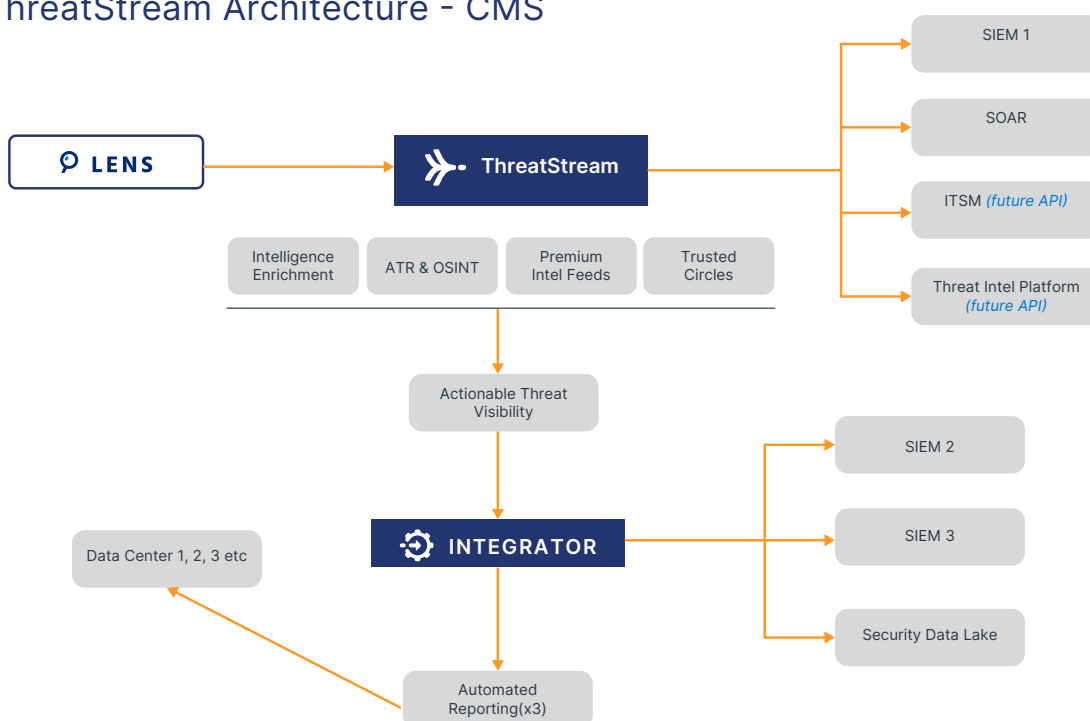 hreatStream Architecture - CMS
SIEM 1
SOAR
LENS
ThreatStream
ITSM (future API)
Intelligence
Enrichment
ATR & OSINT
Premium
Intel Feeds
Trusted
Circles
Threat Intel Platform
(future API)
Actionable Threat
Visibility
SIEM 2
INTEGRATOR
SIEM 3
Data Center 1, 2, 3 etc
Security Data Lake
Automated
Reporting(x3)